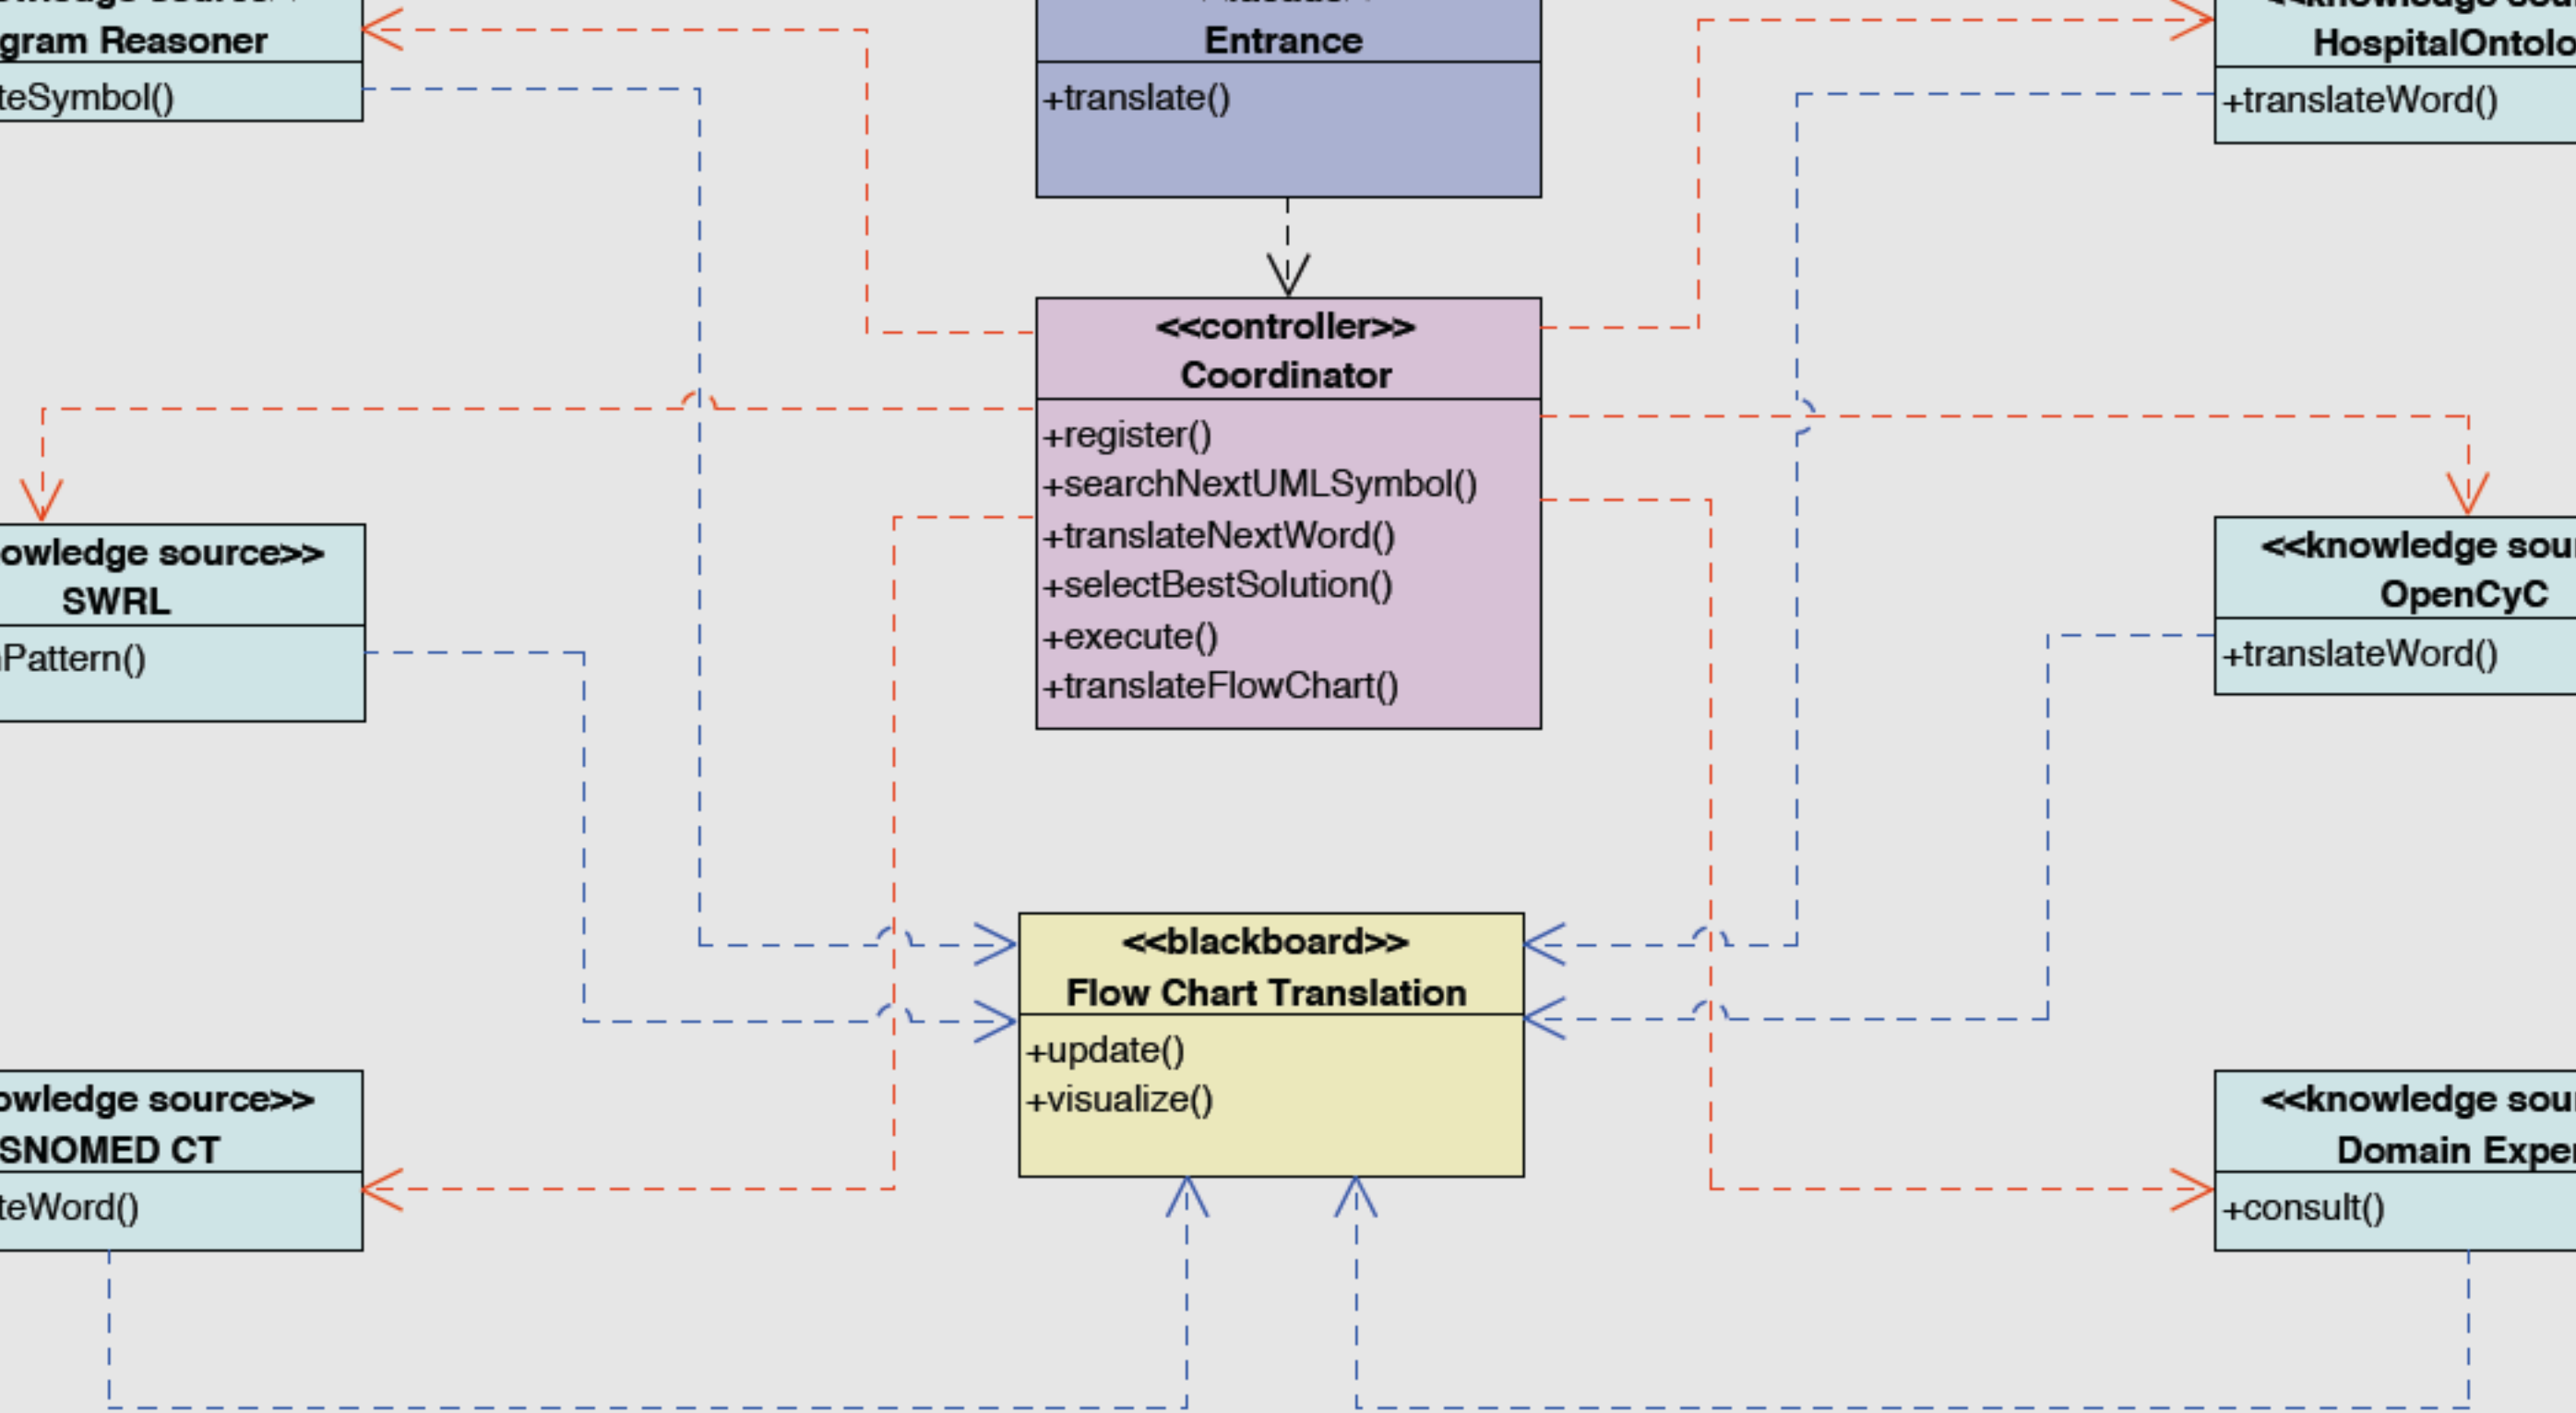 gram Reasoner
teSymbol()
Entrance
+translate()
HospitalOntolo
+translateWord()
<<controller>>
Coordinator
+register()
+searchNextUMLSymbol()
+translateNextWord()
+selectBestSolution()
+execute()
+translateFlowChart()
owledge source>>
SWRL
Pattern()
<<knowledge sou
OpenCyC
+translateWord()
<<blackboard>>
Flow Chart Translation
+update()
+visualize()
owledge source>>
SNOMED CT
teWord()
<<knowledge sou
Domain Exper
+consult()